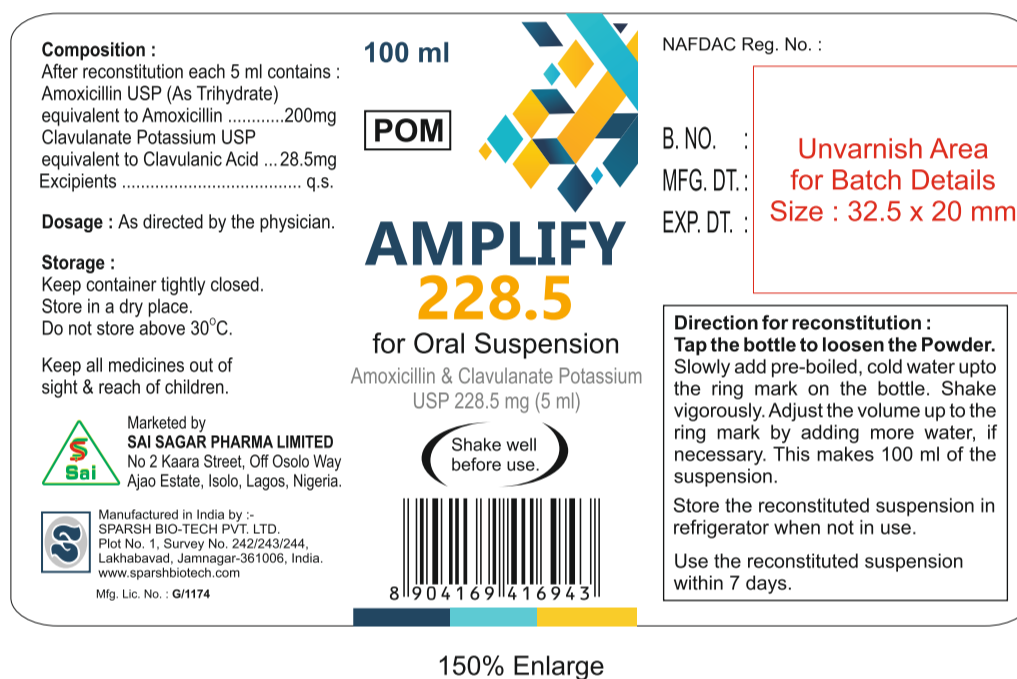 Composition :
After reconstitution each 5 ml contains :
Amoxicillin USP (As Trihydrate)
equivalent to Amoxicillin ............200mg
Clavulanate Potassium USP
equivalent to Clavulanic Acid ...28.5mg
Excipients ...................................... q.s.
Dosage : As directed by the physician.
Storage :
Keep container tightly closed.
Store in a dry place.
Do not store above 30°C.
Keep all medicines out of
sight & reach of children.
Sai
Marketed by
SAI SAGAR PHARMA LIMITED
No 2 Kaara Street, Off Osolo Way
Ajao Estate, Isolo, Lagos, Nigeria.
Manufactured in India by :-
SPARSH BIO-TECH PVT. LTD.
Plot No. 1, Survey No. 242/243/244,
Lakhabavad, Jamnagar-361006, India.
www.sparshbiotech.com
Mfg. Lic. No. : G/1174
100 ml
POM
AMPLIFY
228.5
for Oral Suspension
Amoxicillin & Clavulanate Potassium
USP 228.5 mg (5 ml)
Shake well
before use.
8 904169 416943
NAFDAC Reg. No. :
B. NO. :
MFG. DT. :
EXP. DT. :
Unvarnish Area
for Batch Details
Size : 32.5 x 20 mm
Direction for reconstitution :
Tap the bottle to loosen the Powder.
Slowly add pre-boiled, cold water upto
the ring mark on the bottle. Shake
vigorously. Adjust the volume up to the
ring mark by adding more water, if
necessary. This makes 100 ml of the
suspension.
Store the reconstituted suspension in
refrigerator when not in use.
Use the reconstituted suspension
within 7 days.
150% Enlarge